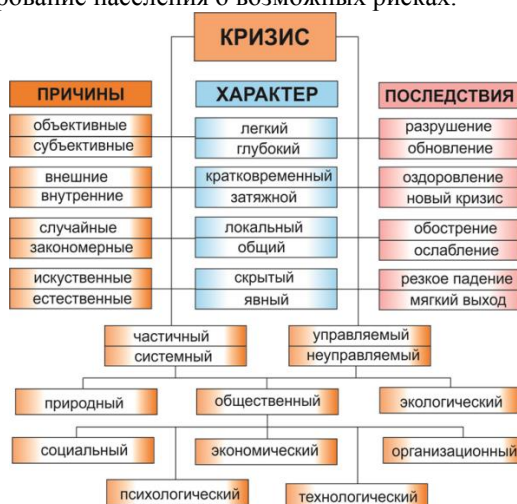 рование населения о возможных рисках.
КРИЗИС
ПРИЧИНЫ
ХАРАКТЕР
ПОСЛЕДСТВИЯ
объективные
субъективные
легкий
глубокий
разрушение
обновление
внешние
внутренние
кратковременный
затяжной
оздоровление
новый кризис
случайные
закономерные
локальный
общий
обострение
ослабление
искуственные
естественные
скрытый
явный
резкое падение
мягкий выход
частичный
системный
управляемый
неуправляемый
природный
общественный
экологический
социальный
экономический
организационный
психологический
технологический